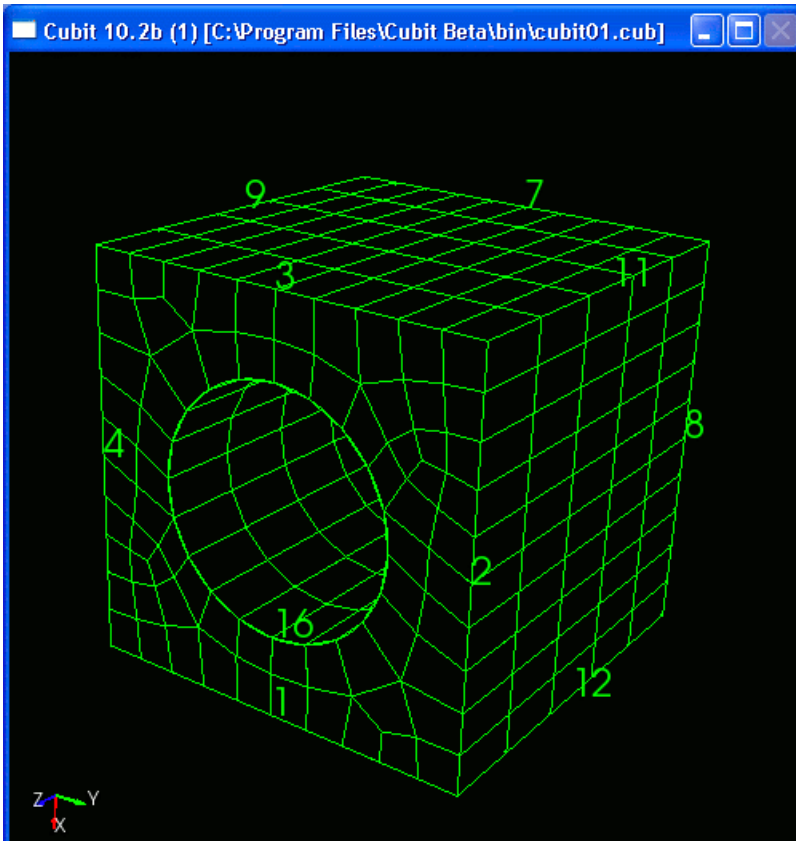 Cubit 10.2b (1) [C:\Program Files\Cubit Beta\bin\cubit01.cub]
9
7
3
11
4
8
2
16
1
12
Z
Y
X